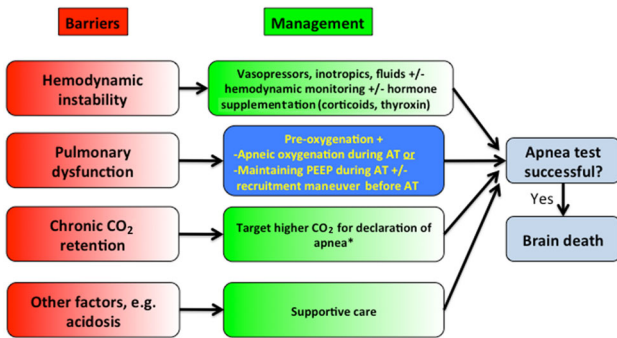 Barriers
Management
Hemodynamic
instability
Vasopressors, inotropics, fluids +/-
hemodynamic monitoring +/- hormone
supplementation (corticoids, thyroxin)
Pulmonary
dysfunction
Pre-oxygenation +
-Apneic oxygenation during AT or
-Maintaining PEEP during AT +/-
recruitment maneuver before AT
Apnea test
successful?
Yes
Chronic CO₂
retention
Target higher CO₂ for declaration of
apnea*
Brain death
Other factors, e.g.
acidosis
Supportive care